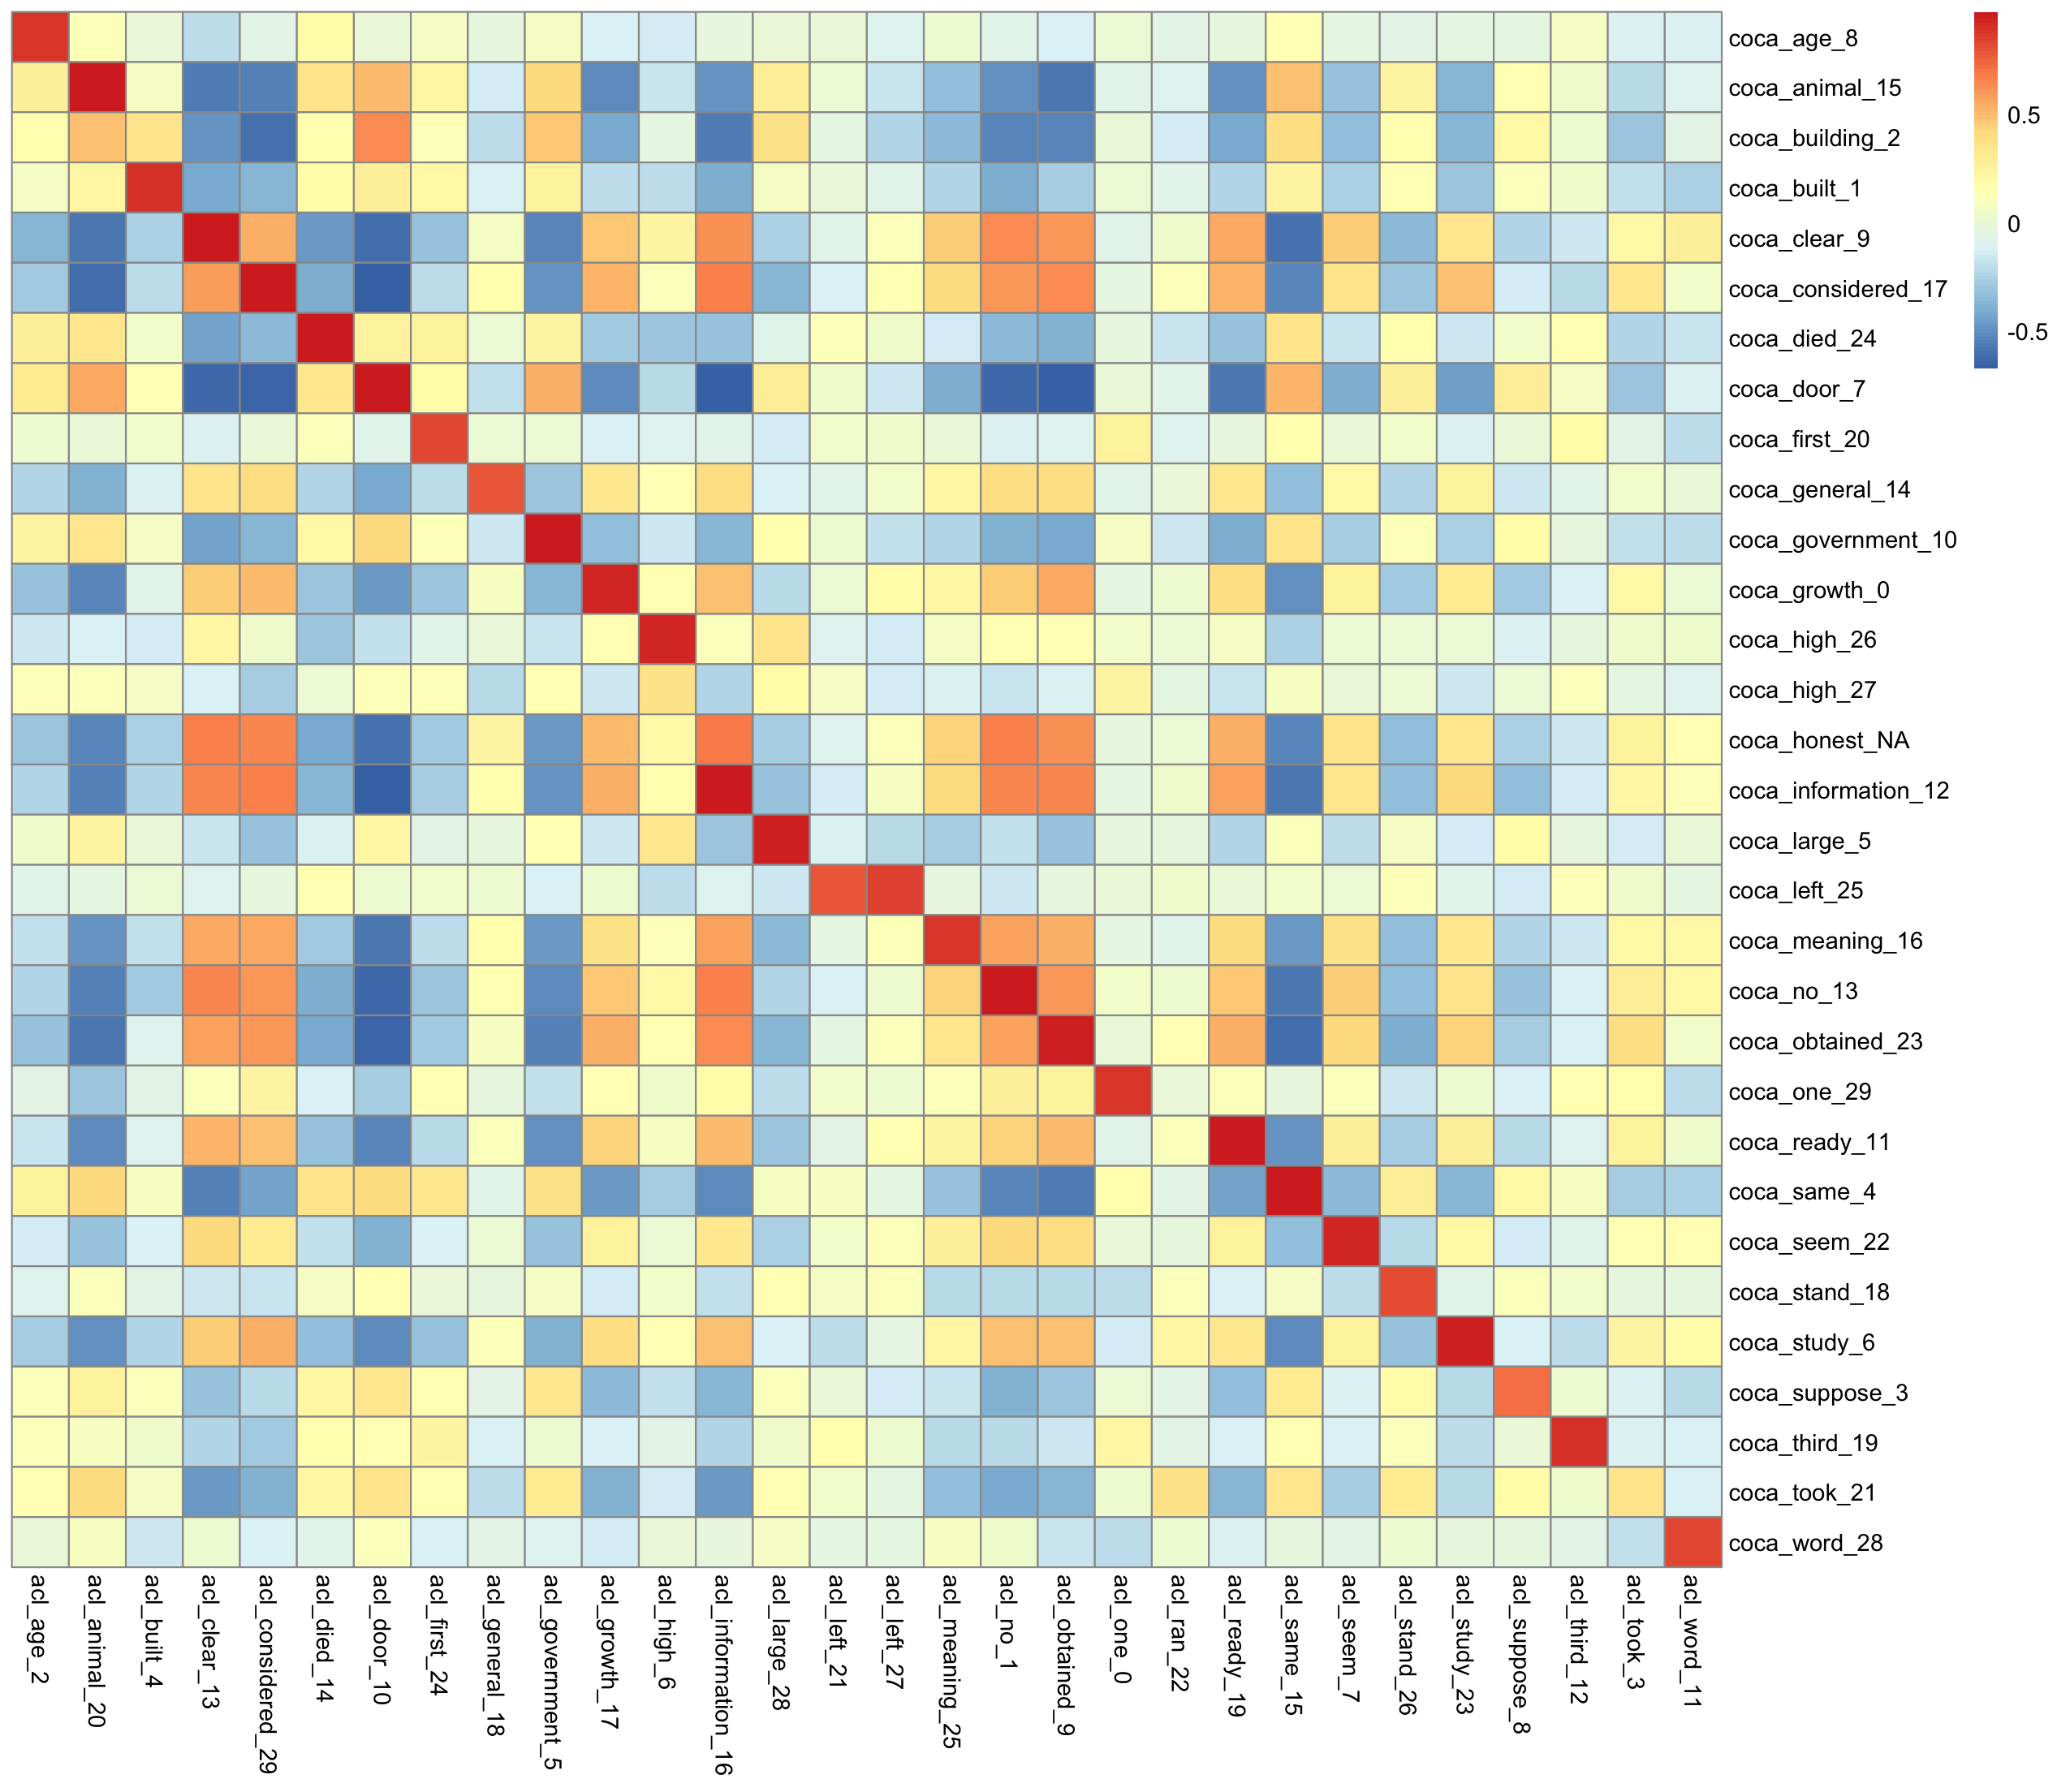 coca_age_8
coca_animal_15
coca_building_2
coca_built_1
coca_clear_9
coca_considered_17
coca_died_24
coca_door_7
coca_first_20
coca_general_14
coca_government_10
coca_growth_0
coca_high_26
coca_high_27
coca_honest_NA
coca_information_12
coca_large_5
coca_left_25
coca_meaning_16
coca_no_13
coca_obtained_23
coca_one_29
coca_ready_11
coca_same_4
coca_seem_22
coca_stand_18
coca_study_6
coca_suppose_3
coca_third_19
coca_took_21
coca_word_28
0.5
0
-0.5
acl_age_2
acl_animal_20
acl_built_4
acl_clear_13
acl_considered_29
acl_died_14
acl_door_10
acl_first_24
acl_general_18
acl_government_5
acl_growth_17
acl_high_6
acl_information_16
acl_large_28
acl_left_21
acl_left_27
acl_meaning_25
acl_no_1
acl_obtained_9
acl_one_0
acl_ran_22
acl_ready_19
acl_same_15
acl_seem_7
acl_stand_26
acl_study_23
acl_suppose_8
acl_third_12
acl_took_3
acl_word_11